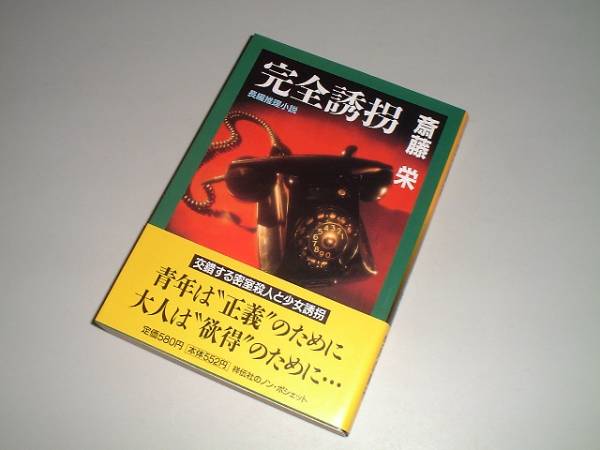 完全誘拐
長編推理小説
斎藤栄
交錯する密室殺人と少女誘拐
青年は“正義”のために
大人は“欲得”のために…
定価580円 本体552円 祥伝社のノン・ポシェット